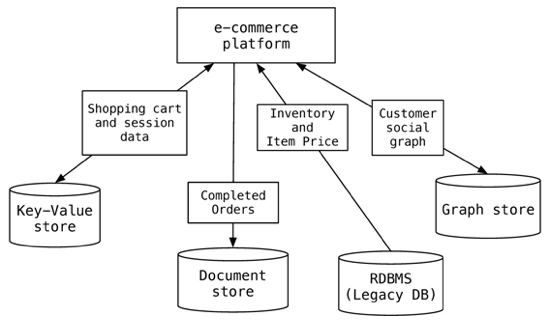 e-commerce
platform
Shopping cart
and session
data
Inventory
and
Item Price
Customer
social
graph
Completed
Orders
Key-Value
store
Document
store
RDBMS
(Legacy DB)
Graph store